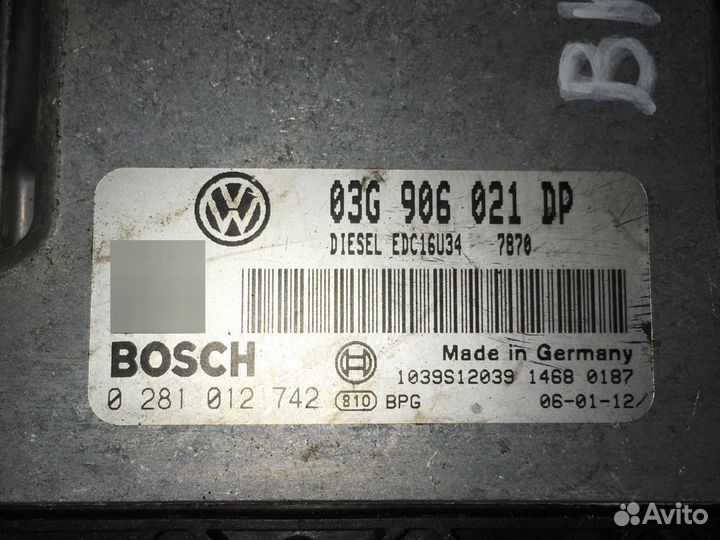 03G 906 021 DP
DIESEL EDC16U34 7870
BOSCH
Made in Germany
1039S12039 1468 0187
0 281 012 742 810 BPG 06-01-12/
Avito